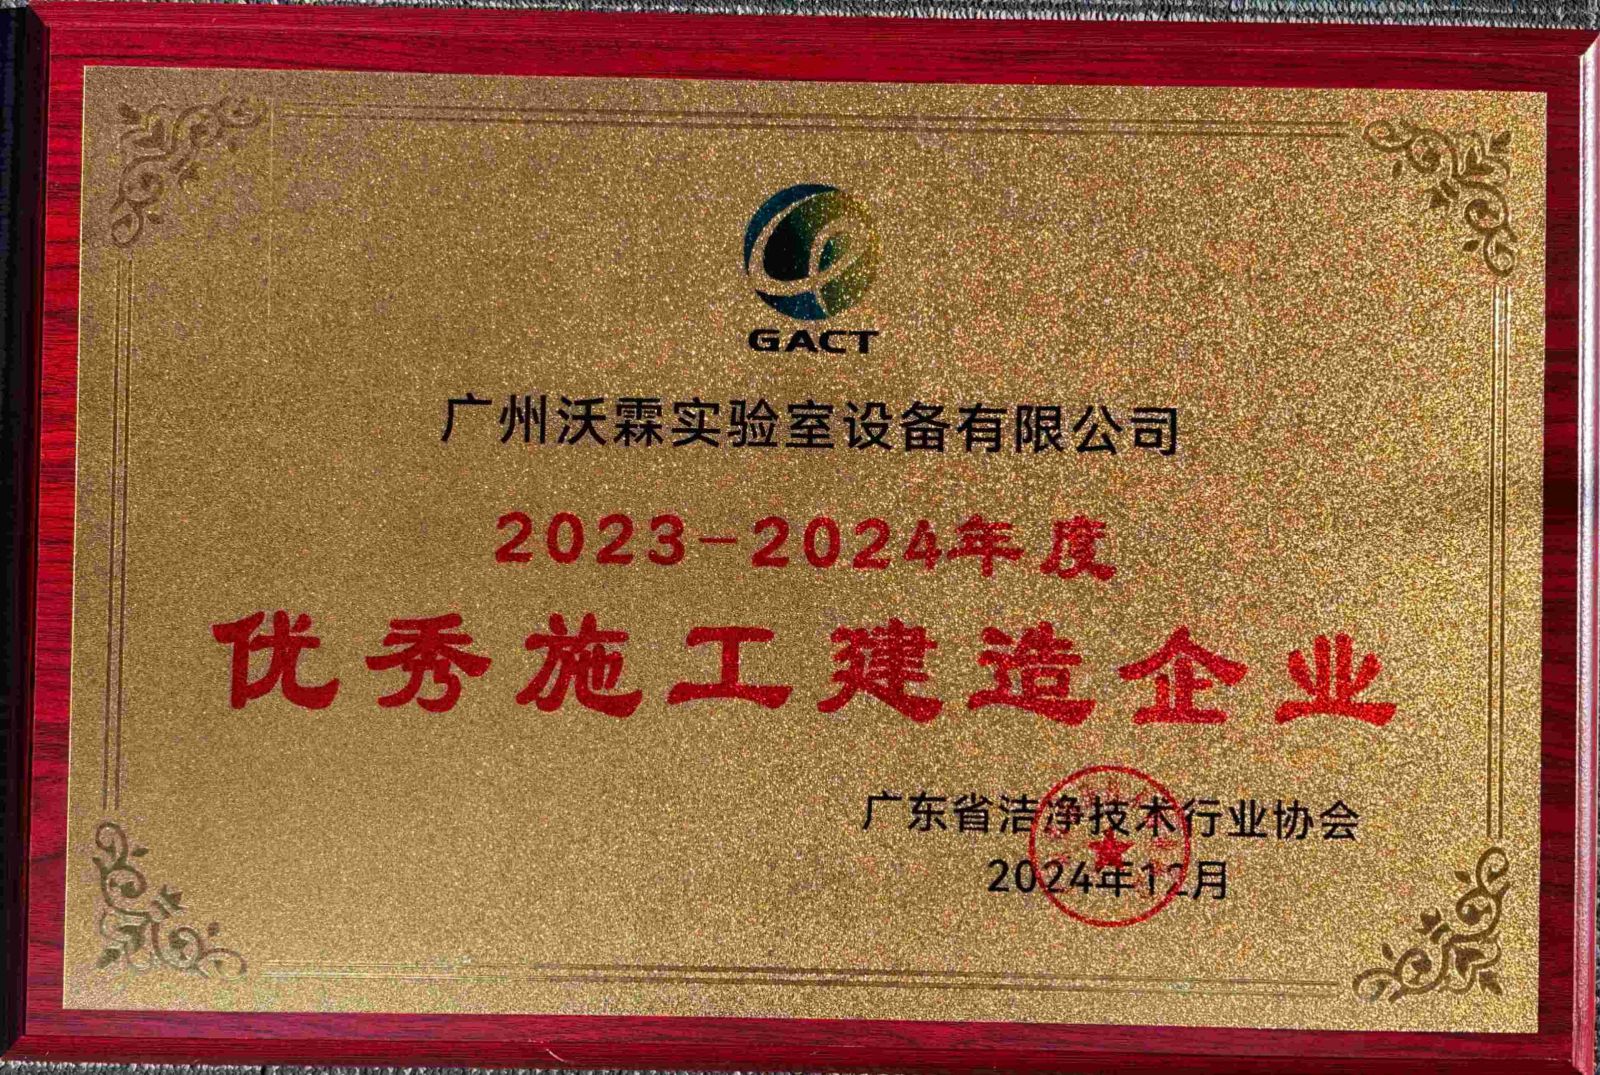 GACT
广州沃霖实验室设备有限公司
2023-2024年度
优秀施工建造企业
广东省洁净技术行业协会
2024年12月